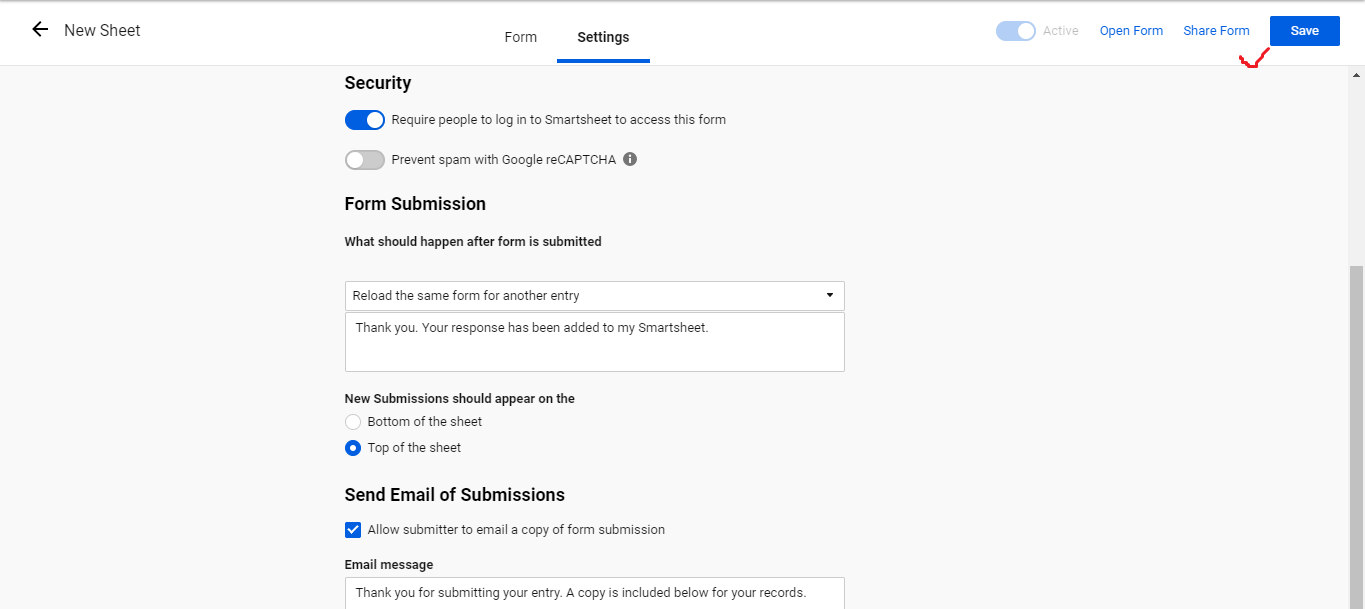 New Sheet
Form
Settings
Active
Open Form
Share Form
Save
Security
Require people to log in to Smartsheet to access this form
Prevent spam with Google reCAPTCHA
Form Submission
What should happen after form is submitted
Reload the same form for another entry
Thank you. Your response has been added to my Smartsheet.
New Submissions should appear on the
Bottom of the sheet
Top of the sheet
Send Email of Submissions
Allow submitter to email a copy of form submission
Email message
Thank you for submitting your entry. A copy is included below for your records.